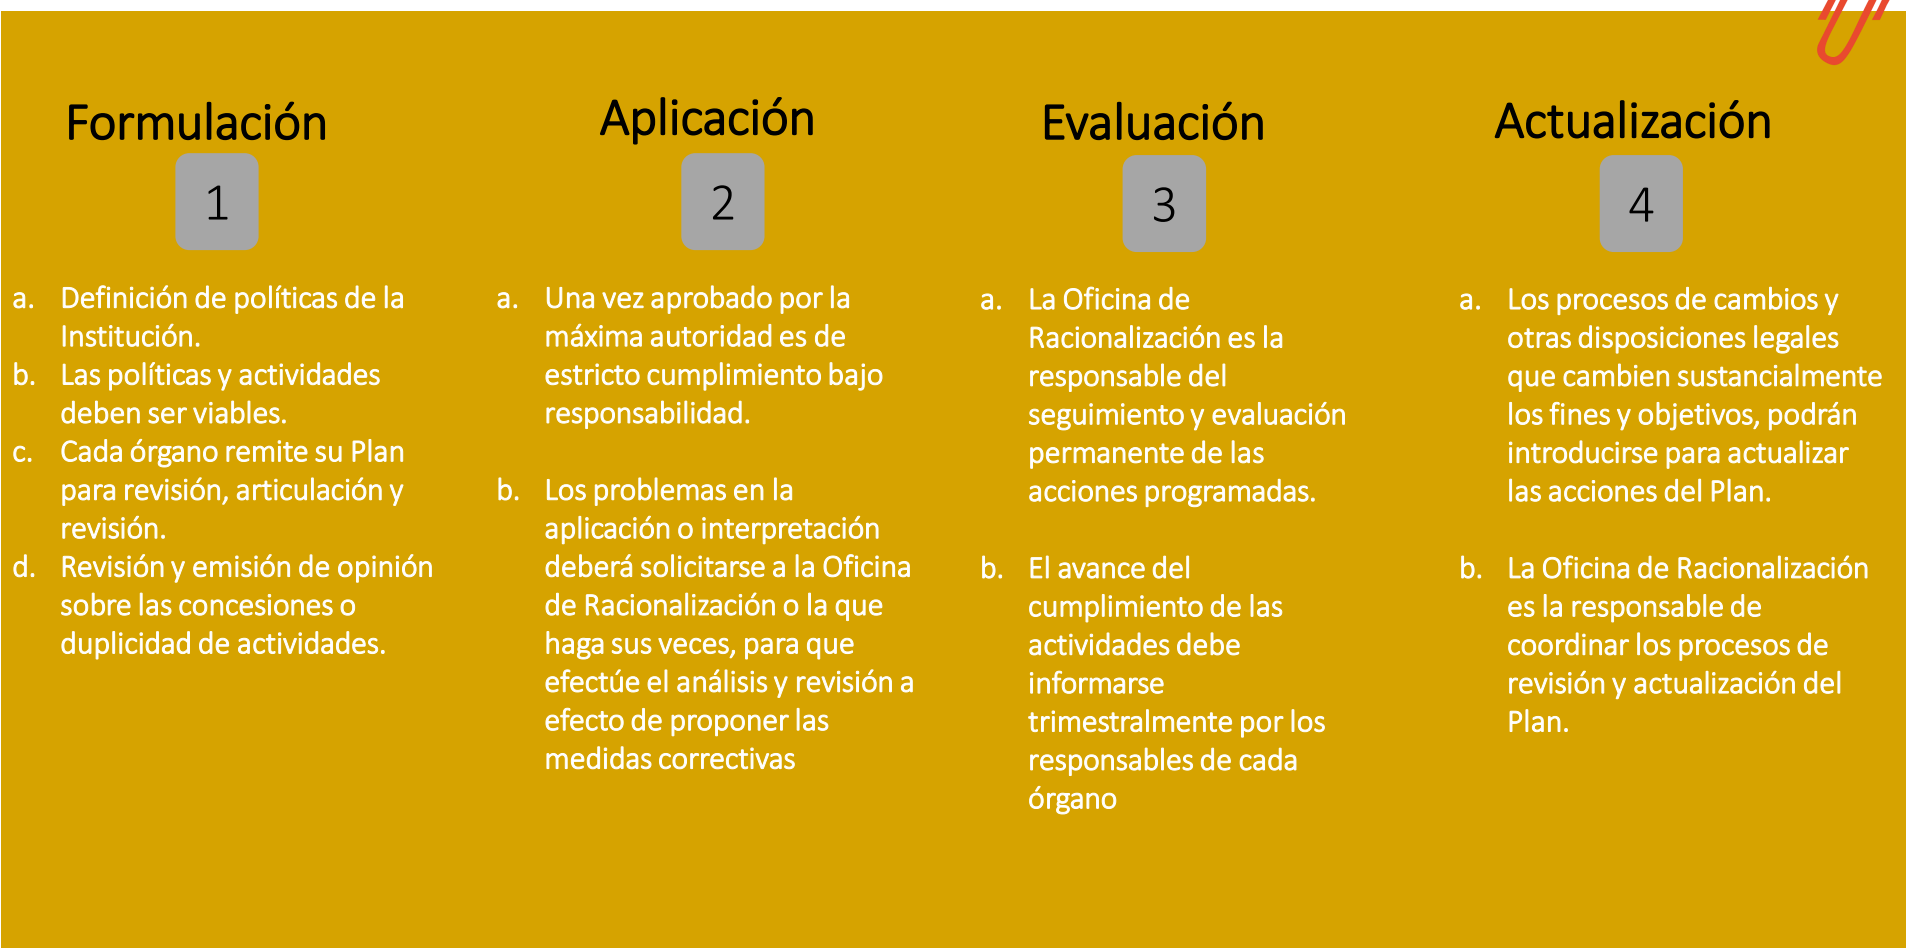 Formulación
1
a. Definición de políticas de la
Institución.
b. Las políticas y actividades
deben ser viables.
c. Cada órgano remite su Plan
para revisión, articulación y
revisión.
d. Revisión y emisión de opinión
sobre las concesiones o
duplicidad de actividades.
Aplicación
2
a. Una vez aprobado por la
máxima autoridad es de
estricto cumplimiento bajo
responsabilidad.
b. Los problemas en la
aplicación o interpretación
deberá solicitarse a la Oficina
de Racionalización o la que
haga sus veces, para que
efectúe el análisis y revisión a
efecto de proponer las
medidas correctivas
Evaluación
3
a. La Oficina de
Racionalización es la
responsable del
seguimiento y evaluación
permanente de las
acciones programadas.
b. El avance del
cumplimiento de las
actividades debe
informarse
trimestralmente por los
responsables de cada
órgano
Actualización
4
a. Los procesos de cambios y
otras disposiciones legales
que cambien sustancialmente
los fines y objetivos, podrán
introducirse para actualizar
las acciones del Plan.
b. La Oficina de Racionalización
es la responsable de
coordinar los procesos de
revisión y actualización del
Plan.